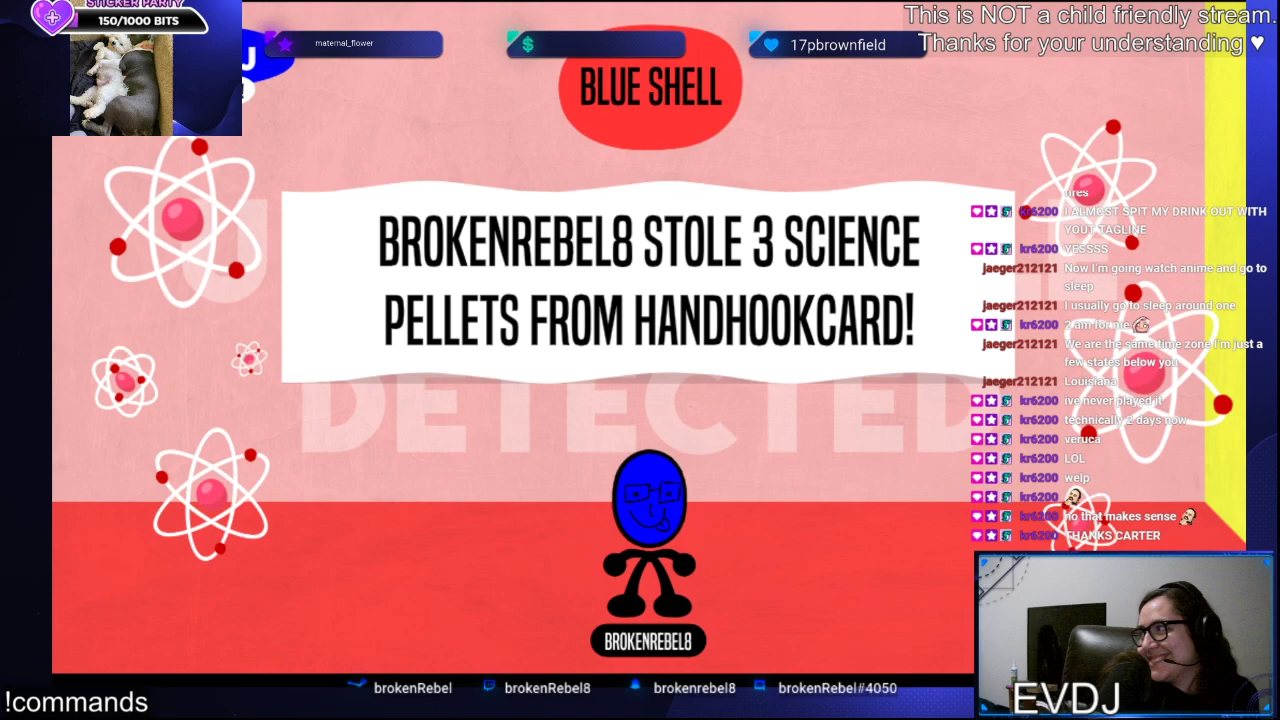 STICKER PARTY
150/1000 BITS
maternal_flower
$
17pbrownfield
This is NOT a child friendly stream.
Thanks for your understanding ♥
J
BLUE SHELL
BROKENREBEL8 STOLE 3 SCIENCE
PELLETS FROM HANDHOOKCARD!
DETECTED
kr6200 I ALMOST SPIT MY DRINK OUT WITH
YOUT TAGLINE
kr6200 YESSSS
jaeger212121 Now I'm going watch anime and go to
sleep
jaeger212121 I usually go to sleep around one
kr6200 2 am for me
jaeger212121 We are the same time zone I'm just a
few states below you
jaeger212121 Louisiana
kr6200 ive never played it
kr6200 technically 2 days now
kr6200 veruca
kr6200 LOL
kr6200 welp
kr6200
kr6200 no that makes sense
kr6200 THANKS CARTER
BROKENREBEL8
brokenRebel
brokenRebel8
brokenrebel8
brokenRebel#4050
!commands
EVDJ